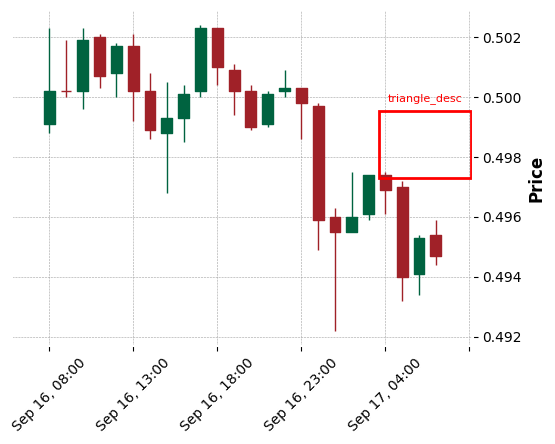 0.502
triangle_desc
0.500
0.498
0.496
0.494
0.492
Price
Sep 16, 08:00
Sep 16, 13:00
Sep 16, 18:00
Sep 16, 23:00
Sep 17, 04:00